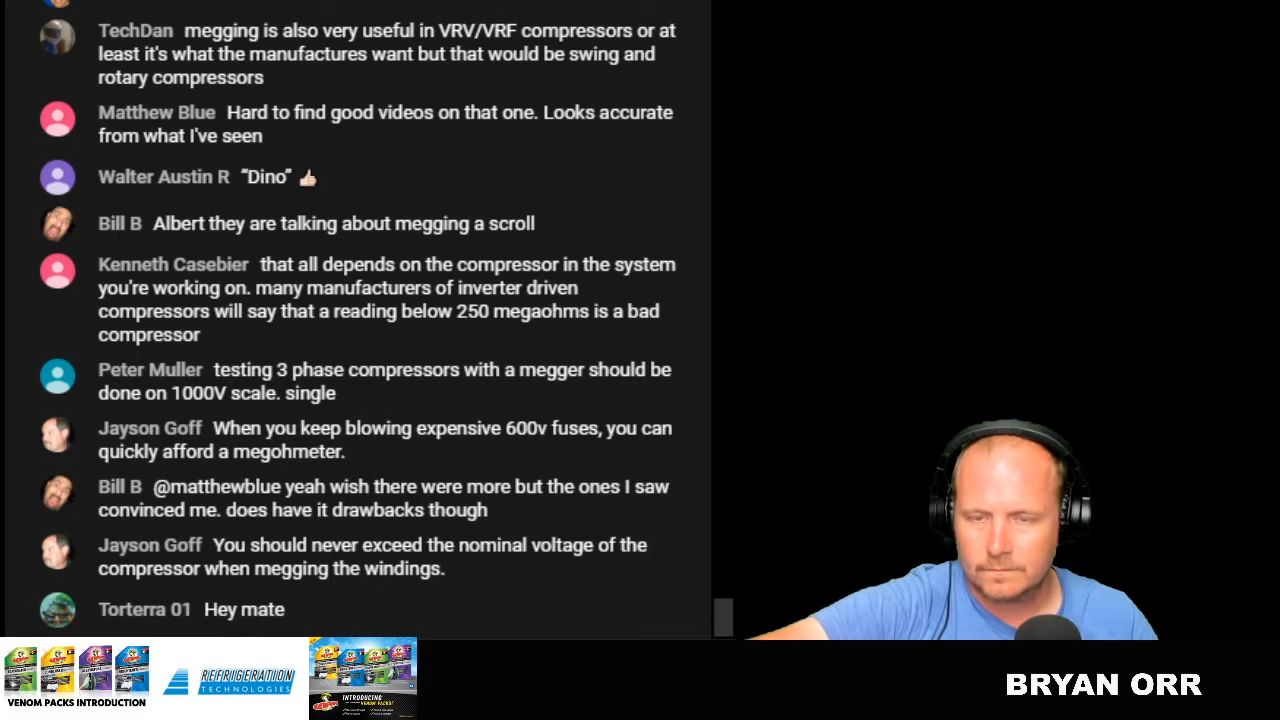 TechDan megging is also very useful in VRV/VRF compressors or at
least it's what the manufactures want but that would be swing and
rotary compressors
Matthew Blue Hard to find good videos on that one. Looks accurate
from what I've seen
Walter Austin R “Dino” 👍🏻
Bill B Albert they are talking about megging a scroll
Kenneth Casebier that all depends on the compressor in the system
you're working on. many manufacturers of inverter driven
compressors will say that a reading below 250 megaohms is a bad
compressor
Peter Muller testing 3 phase compressors with a megger should be
done on 1000V scale. single
Jayson Goff When you keep blowing expensive 600v fuses, you can
quickly afford a megohmeter.
Bill B @matthewblue yeah wish there were more but the ones I saw
convinced me. does have it drawbacks though
Jayson Goff You should never exceed the nominal voltage of the
compressor when megging the windings.
Torterra 01 Hey mate
VENOM PACKS INTRODUCTION
REFRIGERATION
TECHNOLOGIES
INTRODUCING
VENOM PACKS!
BRYAN ORR